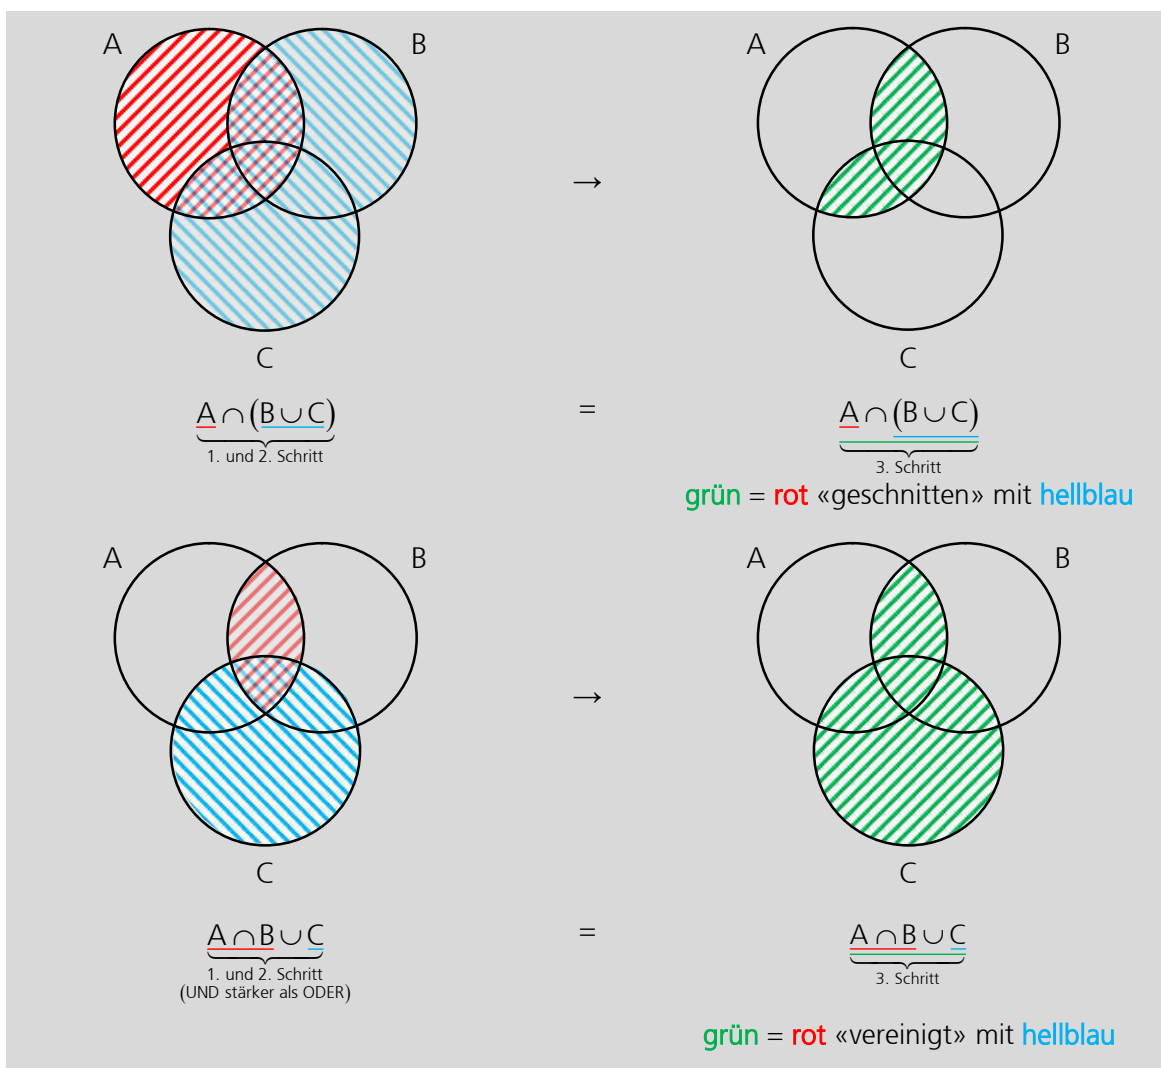 A B A B
→
C C
A ∩ (B ∪ C) = A ∩ (B ∪ C)
1. und 2. Schritt 3. Schritt
grün = rot «geschnitten» mit hellblau
A B A B
→
C C
A ∩ B ∪ C = A ∩ B ∪ C
1. und 2. Schritt 3. Schritt
(UND stärker als ODER)
grün = rot «vereinigt» mit hellblau